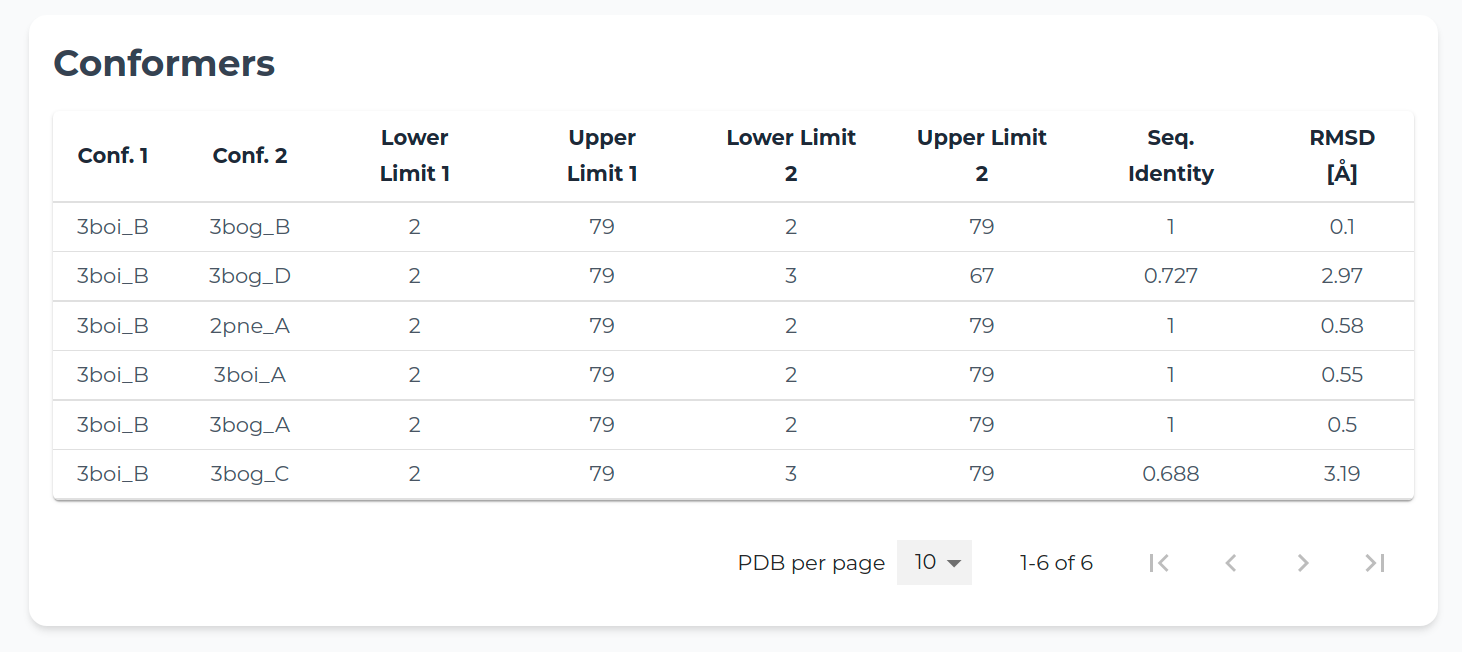 Conformers
Conf. 1 Conf. 2 Lower Limit 1 Upper Limit 1 Lower Limit 2 Upper Limit 2 Seq. Identity RMSD [Å]
3boi_B 3bog_B 2 79 2 79 1 0.1
3boi_B 3bog_D 2 79 3 67 0.727 2.97
3boi_B 2pne_A 2 79 2 79 1 0.58
3boi_B 3boi_A 2 79 2 79 1 0.55
3boi_B 3bog_A 2 79 2 79 1 0.5
3boi_B 3bog_C 2 79 3 79 0.688 3.19
PDB per page 10 1-6 of 6